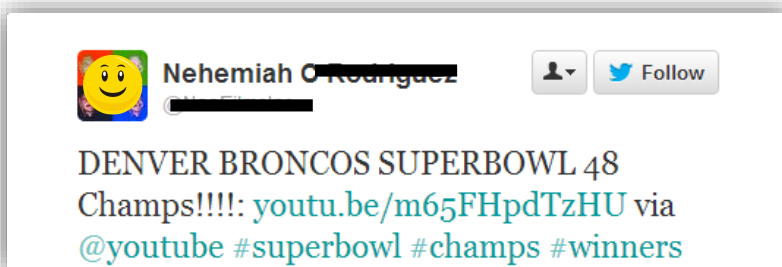 Nehemiah
Follow
DENVER BRONCOS SUPERBOWL 48
Champs!!!!: youtu.be/m65FHpdTzHU via
@youtube #superbowl #champs #winners